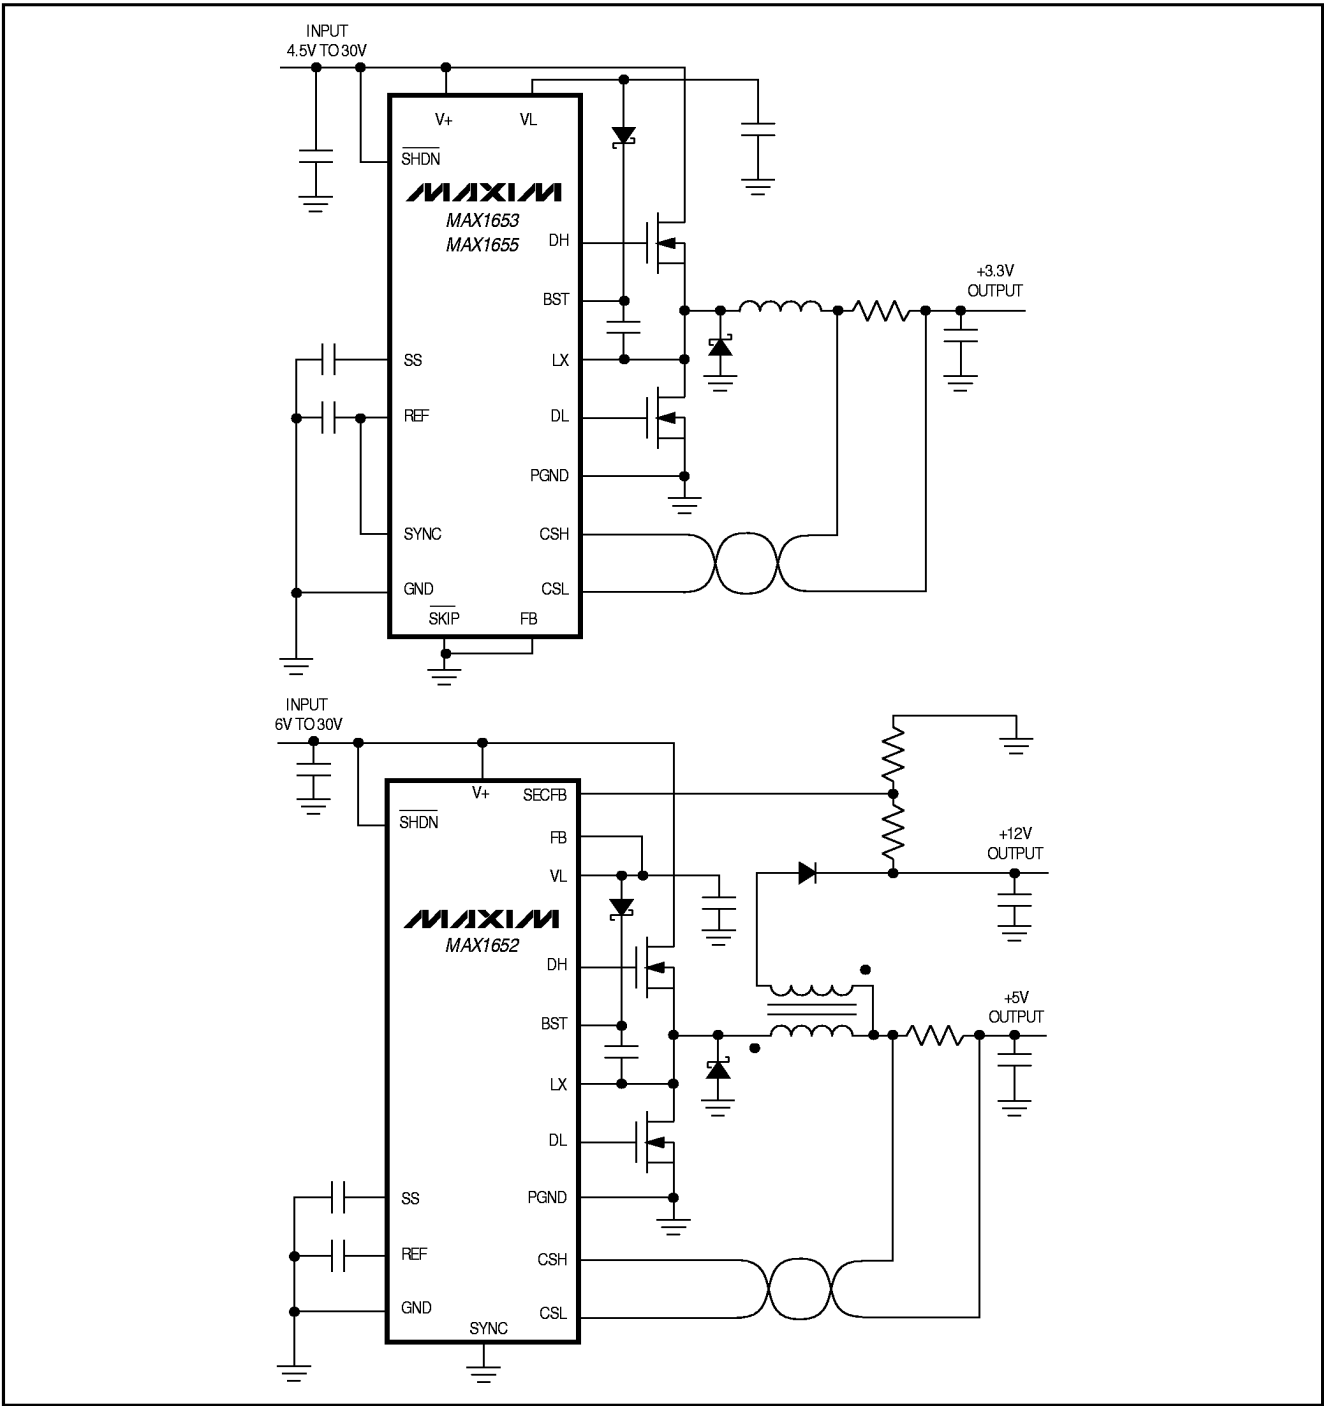 INPUT
4.5V TO 30V
V+
VL
SHDN
MAXIM
MAX1653
MAX1655
DH
BST
+3.3V
OUTPUT
SS
LX
REF
DL
PGND
SYNC
CSH
GND
CSL
SKIP
FB
INPUT
6V TO 30V
V+
SECFB
SHDN
FB
+12V
OUTPUT
VL
MAXIM
MAX1652
DH
+5V
OUTPUT
BST
LX
DL
SS
PGND
REF
CSH
GND
CSL
SYNC